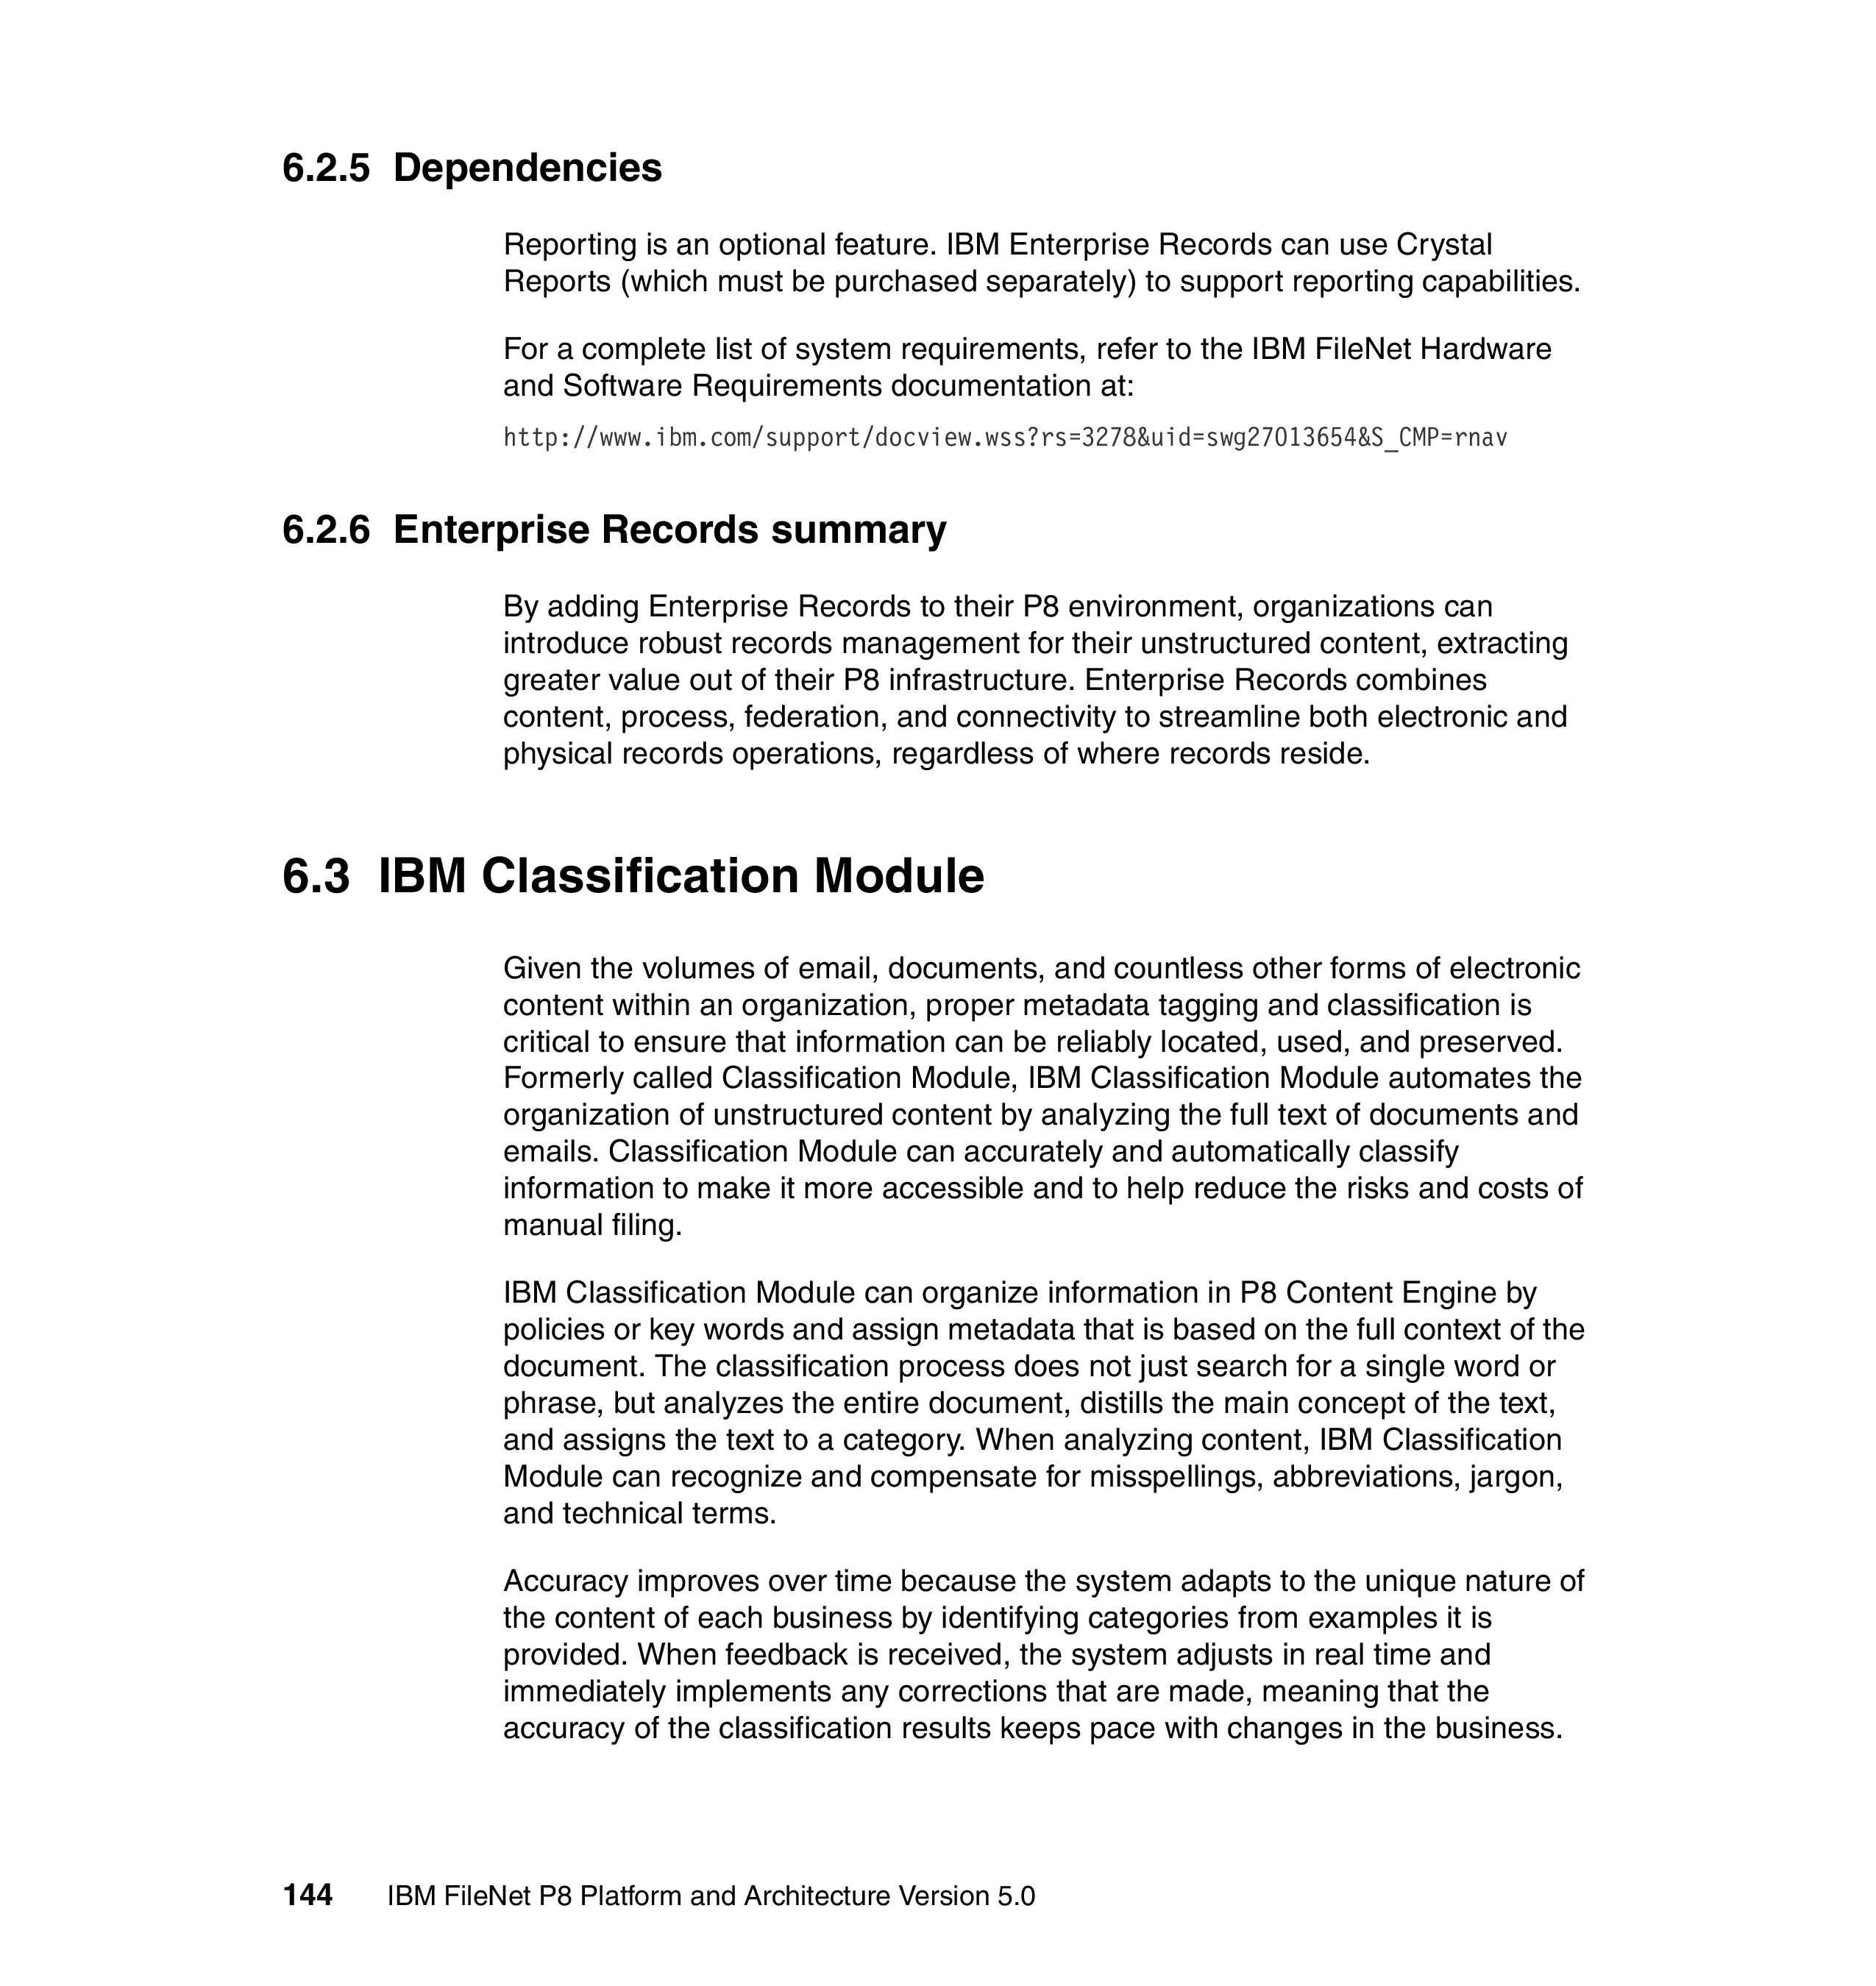 6.2.5 Dependencies
Reporting is an optional feature. IBM Enterprise Records can use Crystal
Reports (which must be purchased separately) to support reporting capabilities.
For a complete list of system requirements, refer to the IBM FileNet Hardware
and Software Requirements documentation at:
http://www.ibm.com/support/docview.wss?rs=3278&uid=swg27013654&S_CMP=rnav
6.2.6 Enterprise Records summary
By adding Enterprise Records to their P8 environment, organizations can
introduce robust records management for their unstructured content, extracting
greater value out of their P8 infrastructure. Enterprise Records combines
content, process, federation, and connectivity to streamline both electronic and
physical records operations, regardless of where records reside.
6.3 IBM Classification Module
Given the volumes of email, documents, and countless other forms of electronic
content within an organization, proper metadata tagging and classification is
critical to ensure that information can be reliably located, used, and preserved.
Formerly called Classification Module, IBM Classification Module automates the
organization of unstructured content by analyzing the full text of documents and
emails. Classification Module can accurately and automatically classify
information to make it more accessible and to help reduce the risks and costs of
manual filing.
IBM Classification Module can organize information in P8 Content Engine by
policies or key words and assign metadata that is based on the full context of the
document. The classification process does not just search for a single word or
phrase, but analyzes the entire document, distills the main concept of the text,
and assigns the text to a category. When analyzing content, IBM Classification
Module can recognize and compensate for misspellings, abbreviations, jargon,
and technical terms.
Accuracy improves over time because the system adapts to the unique nature of
the content of each business by identifying categories from examples it is
provided. When feedback is received, the system adjusts in real time and
immediately implements any corrections that are made, meaning that the
accuracy of the classification results keeps pace with changes in the business.
144 IBM FileNet P8 Platform and Architecture Version 5.0